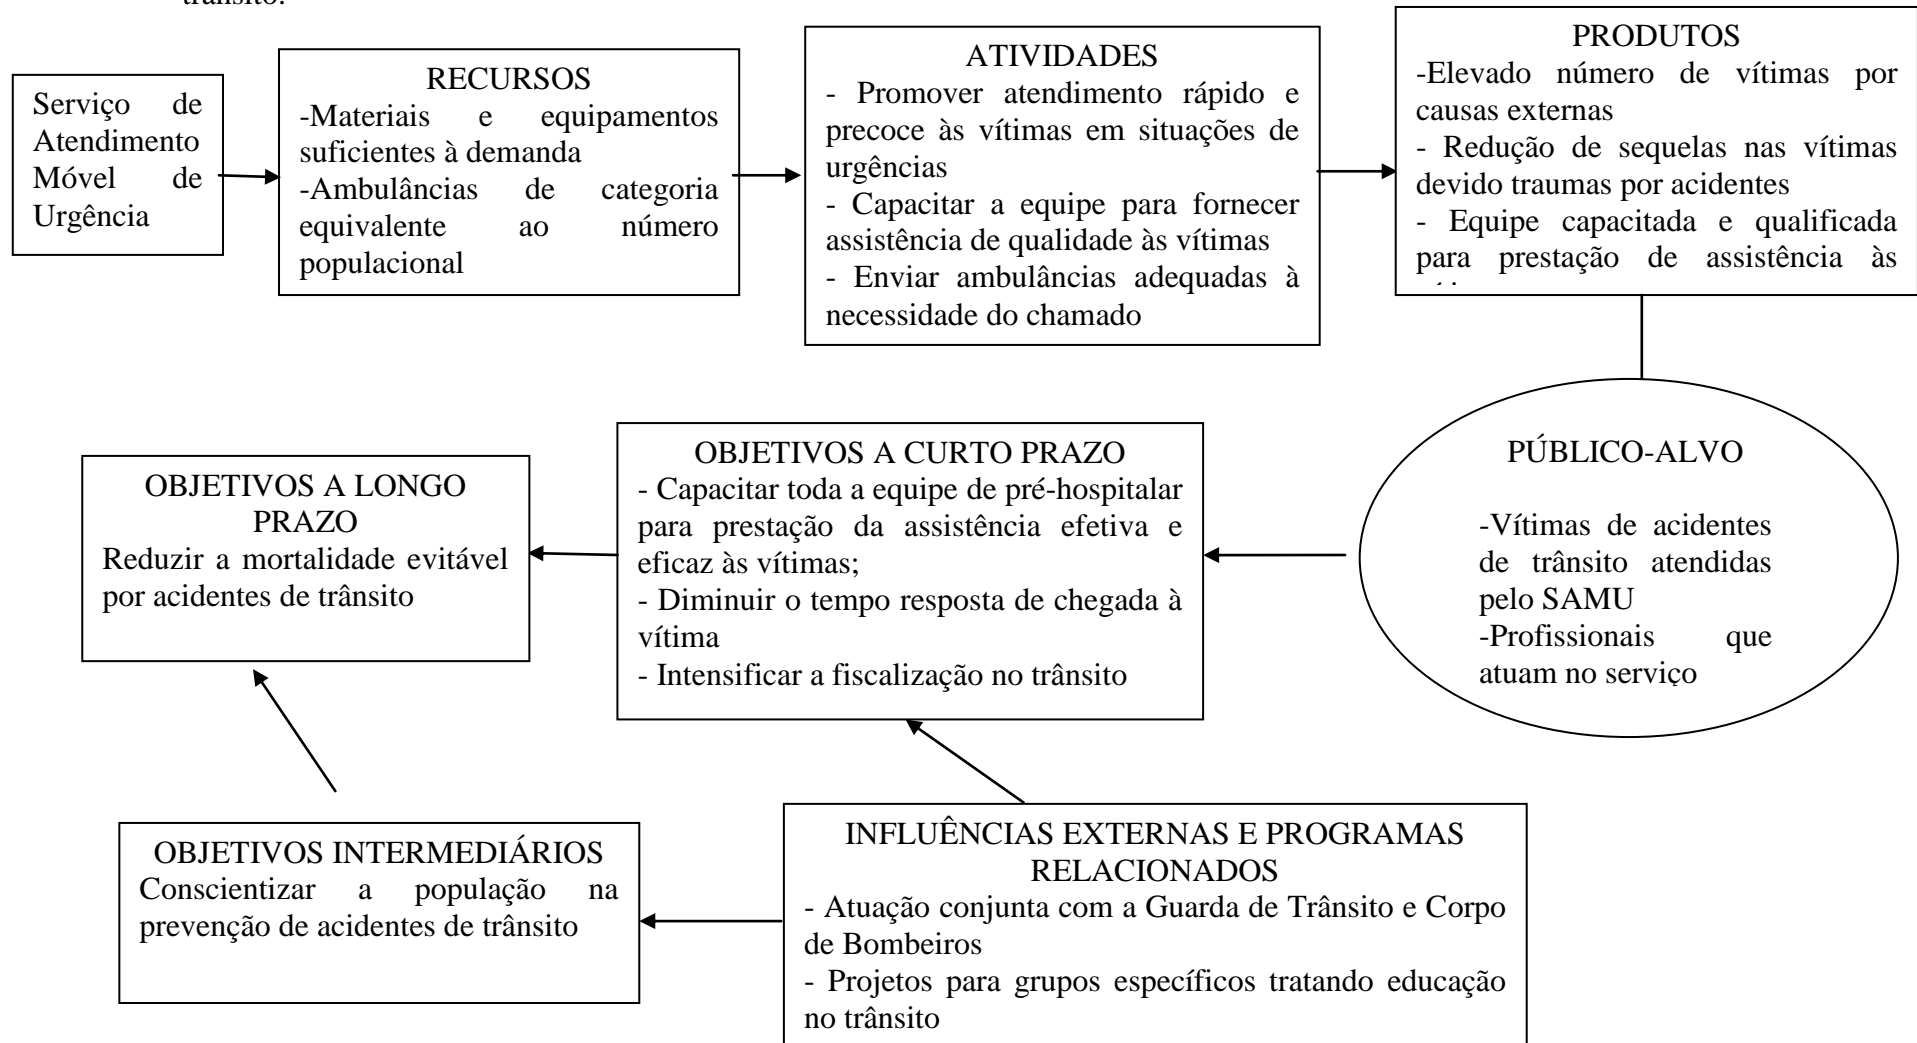 trânsito.
Serviço de
Atendimento
Móvel de
Urgência
RECURSOS
-Materiais e equipamentos
suficientes à demanda
-Ambulâncias de categoria
equivalente ao número
populacional
ATIVIDADES
- Promover atendimento rápido e
precoce às vítimas em situações de
urgências
- Capacitar a equipe para fornecer
assistência de qualidade às vítimas
- Enviar ambulâncias adequadas à
necessidade do chamado
PRODUTOS
-Elevado número de vítimas por
causas externas
- Redução de sequelas nas vítimas
devido traumas por acidentes
- Equipe capacitada e qualificada
para prestação de assistência às
PÚBLICO-ALVO
-Vítimas de acidentes
de trânsito atendidas
pelo SAMU
-Profissionais que
atuam no serviço
OBJETIVOS A CURTO PRAZO
- Capacitar toda a equipe de pré-hospitalar
para prestação da assistência efetiva e
eficaz às vítimas;
- Diminuir o tempo resposta de chegada à
vítima
- Intensificar a fiscalização no trânsito
OBJETIVOS A LONGO
PRAZO
Reduzir a mortalidade evitável
por acidentes de trânsito
OBJETIVOS INTERMEDIÁRIOS
Conscientizar a população na
prevenção de acidentes de trânsito
INFLUÊNCIAS EXTERNAS E PROGRAMAS
RELACIONADOS
- Atuação conjunta com a Guarda de Trânsito e Corpo
de Bombeiros
- Projetos para grupos específicos tratando educação
no trânsito